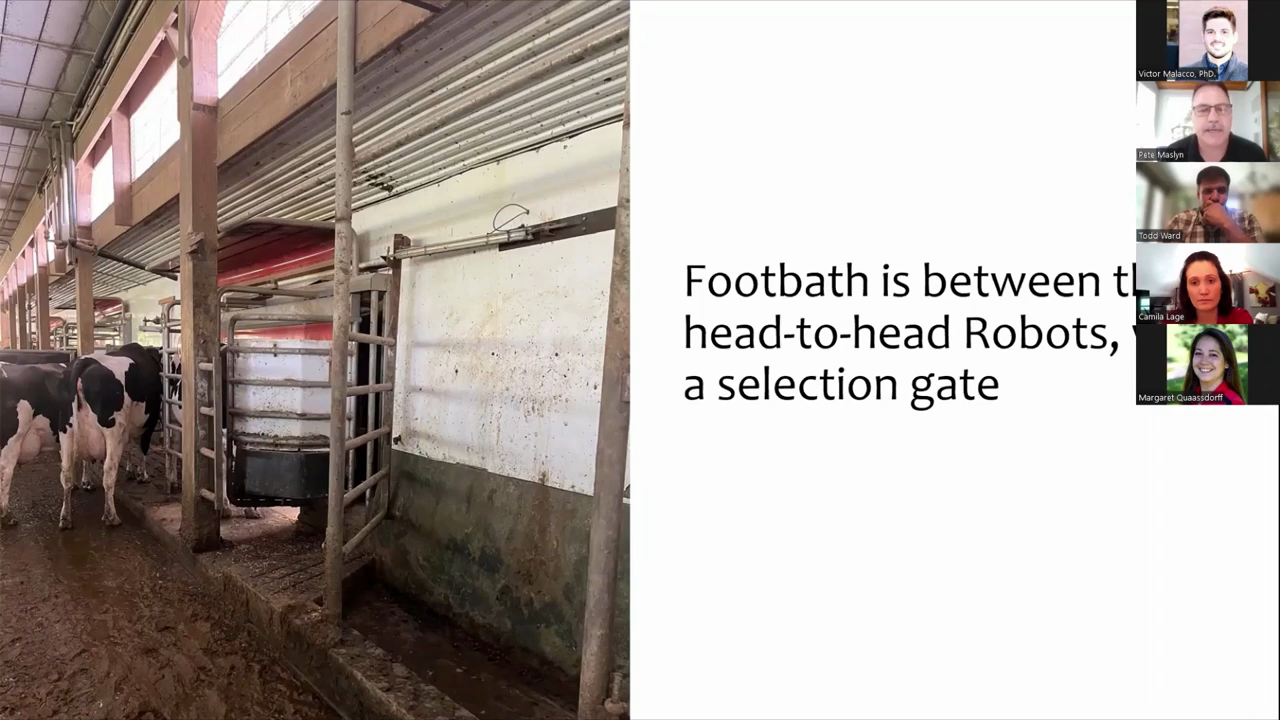 Footbath is between
head-to-head Robots,
a selection gate
Victor Malacco, PhD.
Pete Maslyn
Todd Ward
Camila Lage
Margaret Quaassdorff